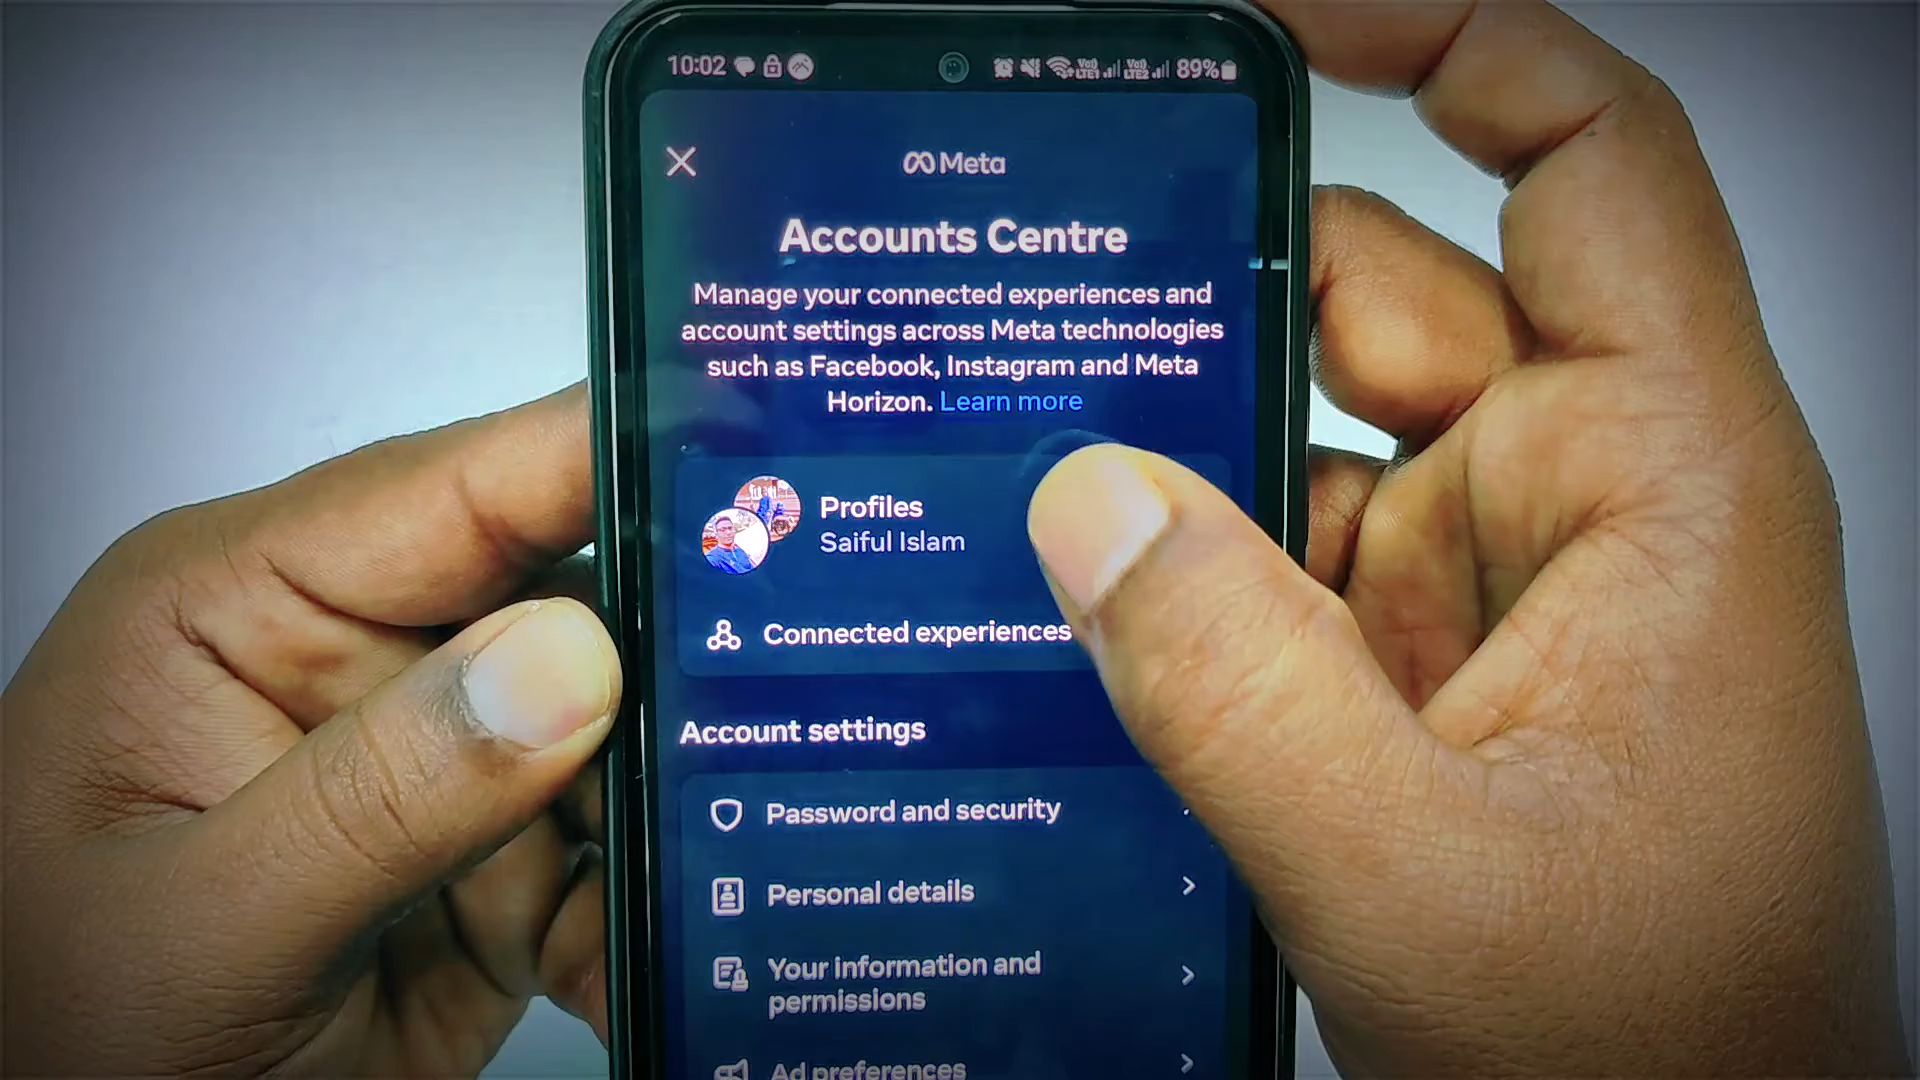 10:02 89%
Meta
Accounts Centre
Manage your connected experiences and
account settings across Meta technologies
such as Facebook, Instagram and Meta
Horizon. Learn more
Profiles
Saiful Islam
Connected experiences
Account settings
Password and security
Personal details
Your information and
permissions
Ad preferences